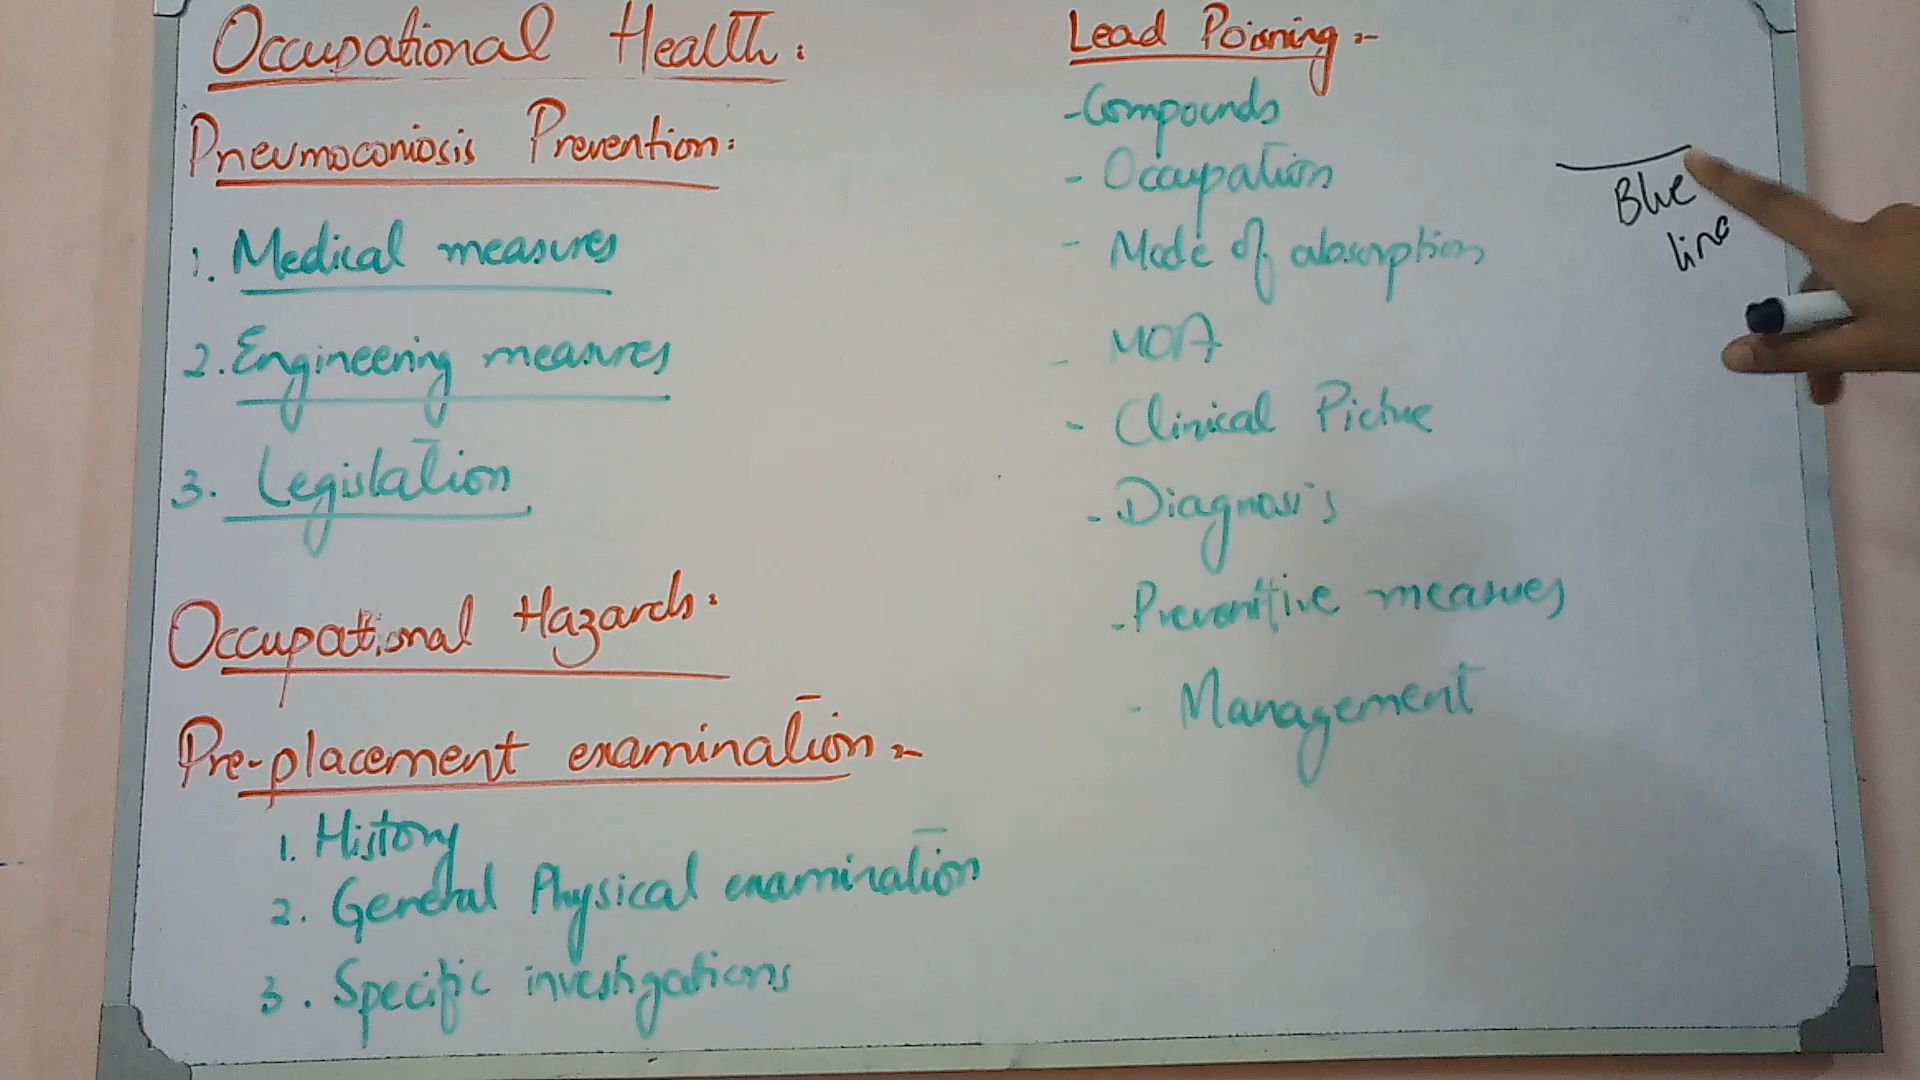 Occupational Health:
Pneumoconiosis Prevention:
1. Medical measures
2. Engineering measures
3. Legislation
Occupational Hazards:
Pre-placement examination:-
1. History
2. General Physical examination
3. Specific investigations
Lead Poisning:-
- Compounds
- Occupation
- Mode of absorption
- MOA
- Clinical Picture
- Diagnosis
- Preventive measures
- Management
Blue
line